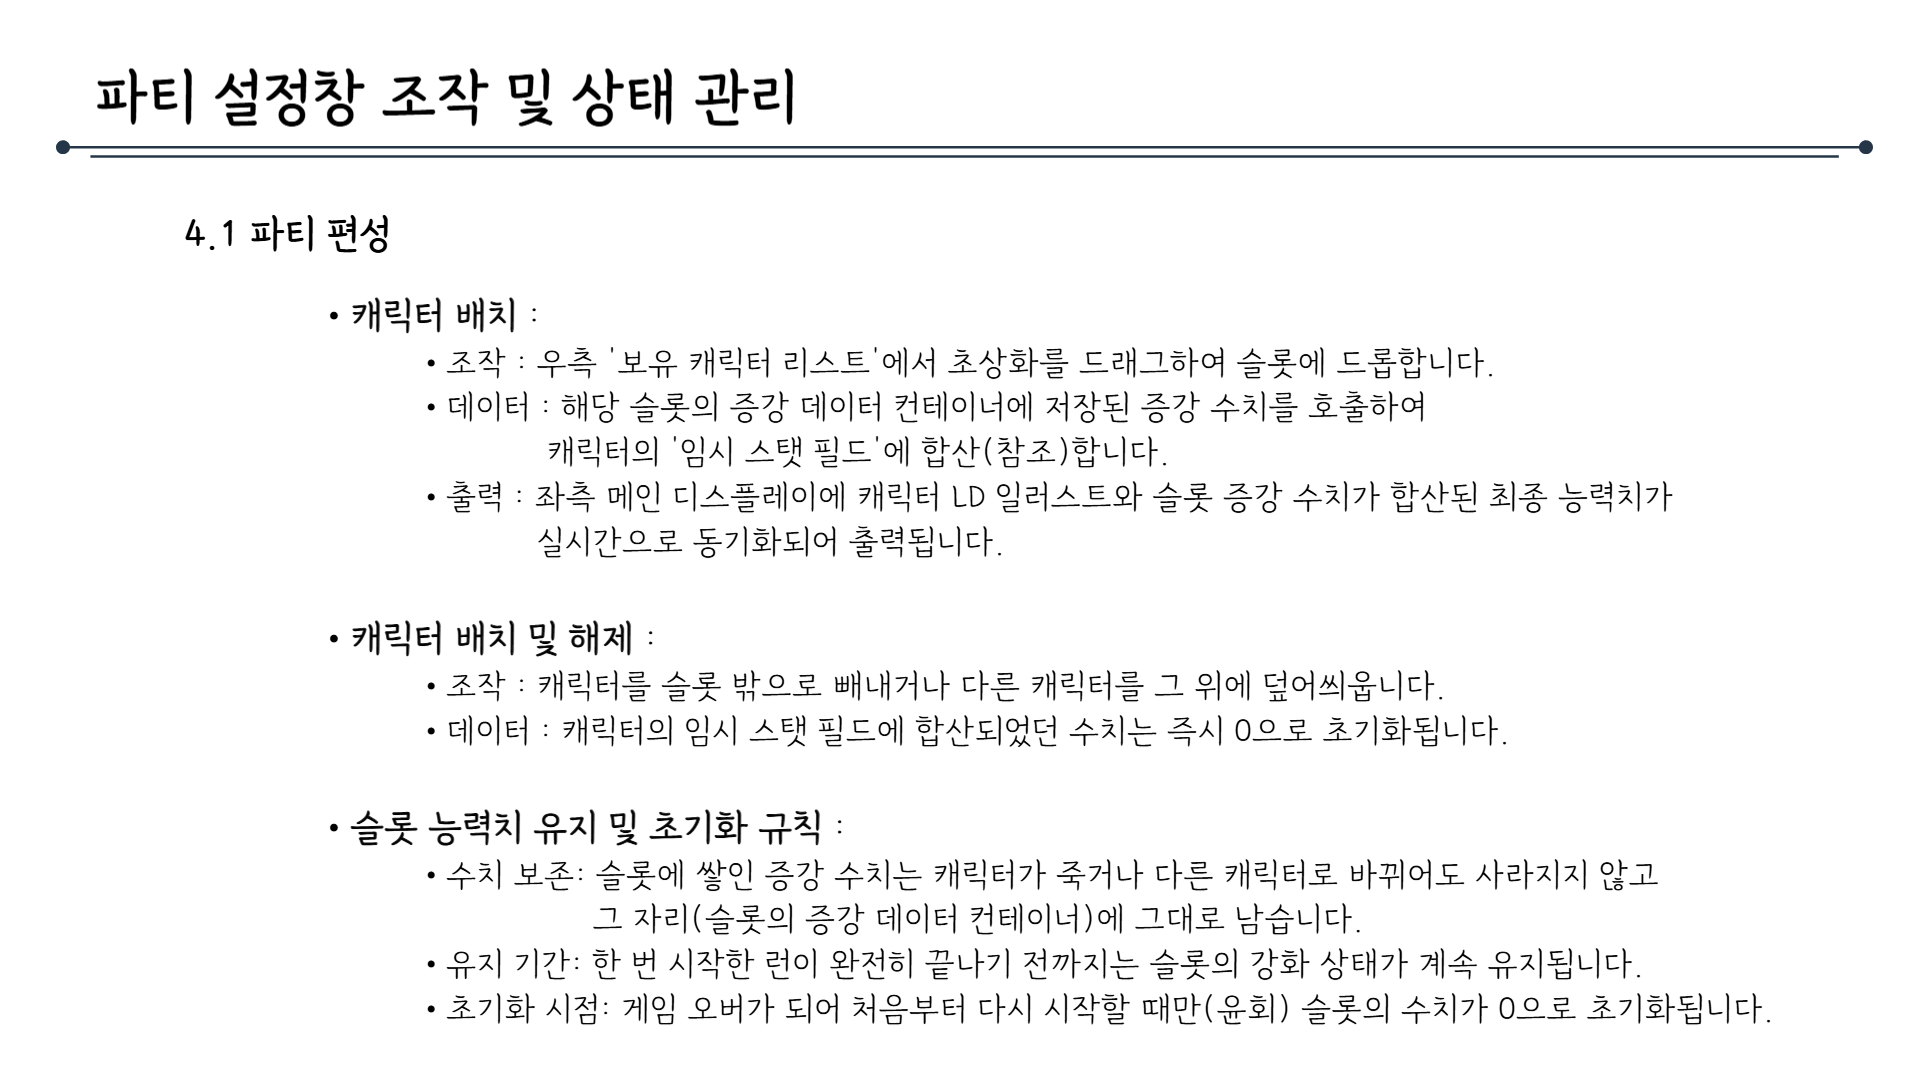 파티 설정창 조작 및 상태 관리
4.1 파티 편성
• 캐릭터 배치 :
• 조작 : 우측 '보유 캐릭터 리스트'에서 초상화를 드래그하여 슬롯에 드롭합니다.
• 데이터 : 해당 슬롯의 증강 데이터 컨테이너에 저장된 증강 수치를 호출하여
캐릭터의 '임시 스탯 필드'에 합산(참조)합니다.
• 출력 : 좌측 메인 디스플레이에 캐릭터 LD 일러스트와 슬롯 증강 수치가 합산된 최종 능력치가
실시간으로 동기화되어 출력됩니다.
• 캐릭터 배치 및 해제 :
• 조작 : 캐릭터를 슬롯 밖으로 빼내거나 다른 캐릭터를 그 위에 덮어씌웁니다.
• 데이터 : 캐릭터의 임시 스탯 필드에 합산되었던 수치는 즉시 0으로 초기화됩니다.
• 슬롯 능력치 유지 및 초기화 규칙 :
• 수치 보존: 슬롯에 쌓인 증강 수치는 캐릭터가 죽거나 다른 캐릭터로 바뀌어도 사라지지 않고
그 자리(슬롯의 증강 데이터 컨테이너)에 그대로 남습니다.
• 유지 기간: 한 번 시작한 런이 완전히 끝나기 전까지는 슬롯의 강화 상태가 계속 유지됩니다.
• 초기화 시점: 게임 오버가 되어 처음부터 다시 시작할 때만(윤회) 슬롯의 수치가 0으로 초기화됩니다.